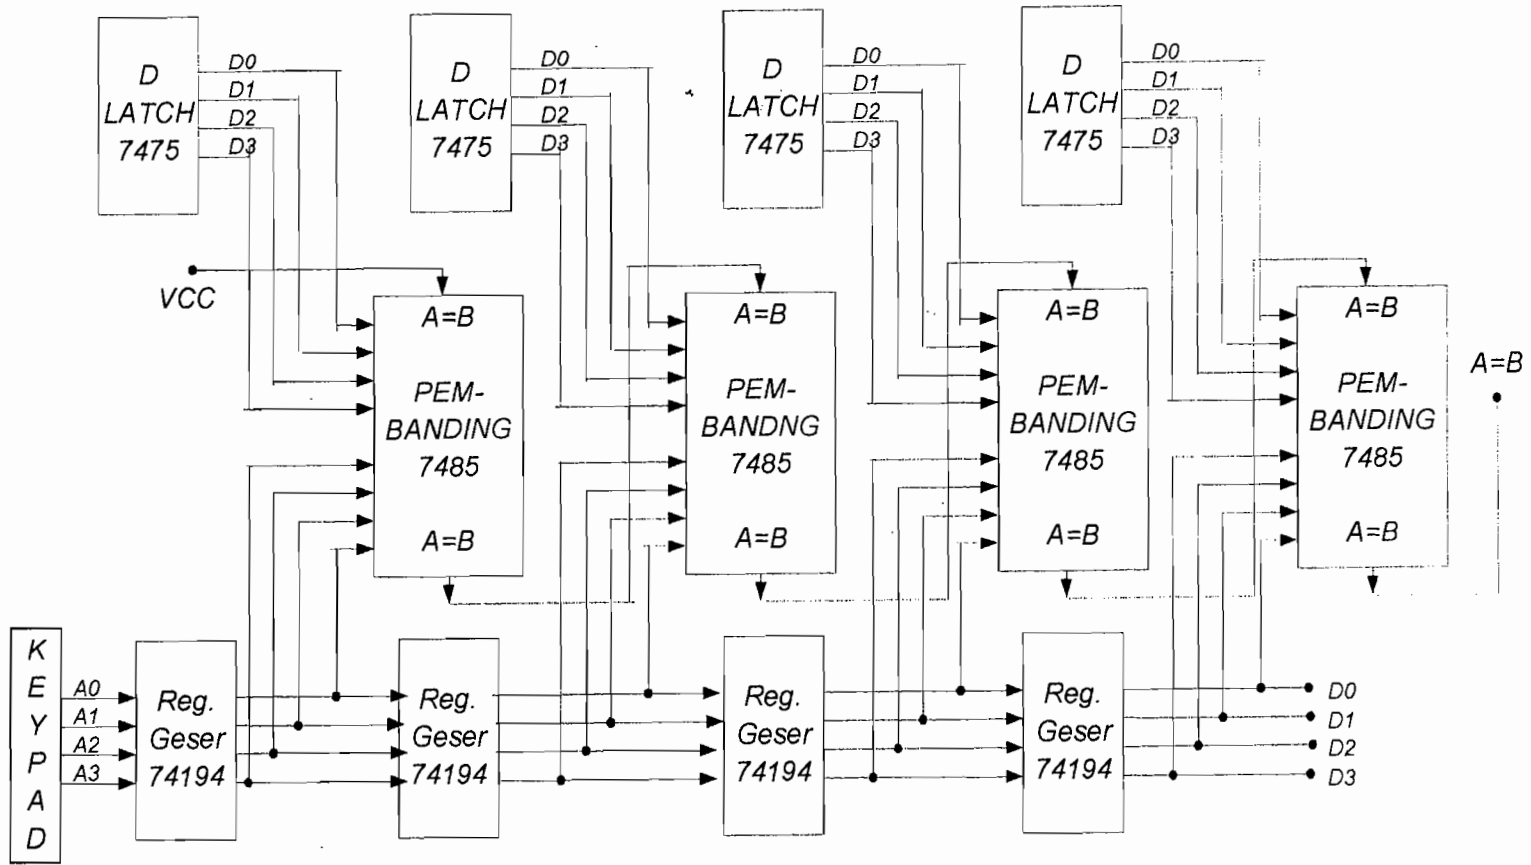 D
LATCH
7475
D0
D1
D2
D3
D
LATCH
7475
D0
D1
D2
D3
D
LATCH
7475
D0
D1
D2
D3
D
LATCH
7475
D0
D1
D2
D3
VCC
A=B
PEM-
BANDING
7485
A=B
A=B
PEM-
BANDNG
7485
A=B
A=B
PEM-
BANDING
7485
A=B
A=B
PEM-
BANDING
7485
A=B
A=B
K
E
Y
P
A
D
A0
A1
A2
A3
Reg.
Geser
74194
Reg.
Geser
74194
Reg.
Geser
74194
Reg.
Geser
74194
D0
D1
D2
D3